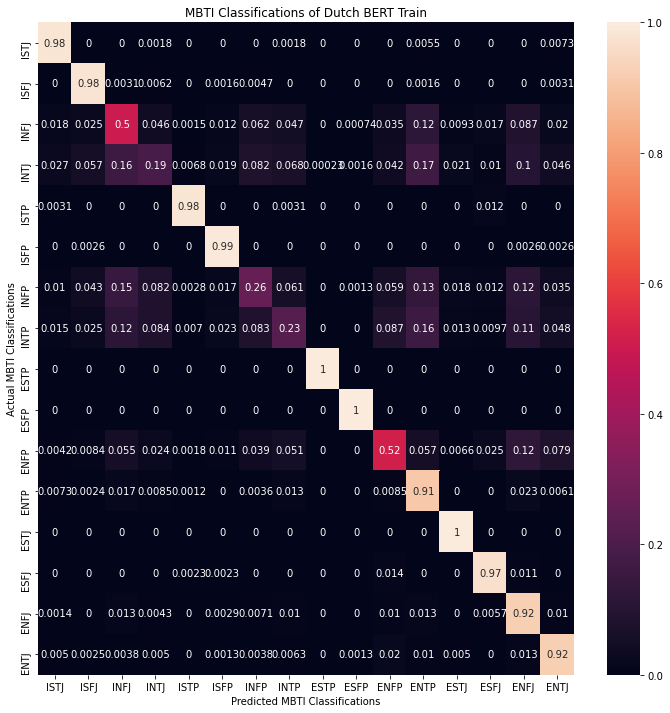 MBTI Classifications of Dutch BERT Train
ISTJ 0.98 0 0 0.0018 0 0 0 0.0018 0 0 0 0.0055 0 0 0 0.0073
ISFJ 0 0.98 0.0031 0.0062 0 0.0016 0.0047 0 0 0 0 0.0016 0 0 0 0.0031
INFJ 0.018 0.025 0.5 0.046 0.0015 0.012 0.062 0.047 0 0.00074 0.035 0.12 0.0093 0.017 0.087 0.02
INTJ 0.027 0.057 0.16 0.19 0.0068 0.019 0.082 0.068 0.00023 0.0016 0.042 0.17 0.021 0.01 0.1 0.046
ISTP 0.0031 0 0 0 0.98 0 0 0.0031 0 0 0 0 0 0.012 0 0
ISFP 0 0.0026 0 0 0 0.99 0 0 0 0 0 0 0 0 0.0026 0.0026
INFP 0.01 0.043 0.15 0.082 0.0028 0.017 0.26 0.061 0 0.0013 0.059 0.13 0.018 0.012 0.12 0.035
INTP 0.015 0.025 0.12 0.084 0.007 0.023 0.083 0.23 0 0 0.087 0.16 0.013 0.0097 0.11 0.048
ESTP 0 0 0 0 0 0 0 0 1 0 0 0 0 0 0 0
ESFP 0 0 0 0 0 0 0 0 0 1 0 0 0 0 0 0
ENFP 0.0042 0.0084 0.055 0.024 0.0018 0.011 0.039 0.051 0 0 0.52 0.057 0.0066 0.025 0.12 0.079
ENTP 0.0073 0.0024 0.017 0.0085 0.0012 0 0.0036 0.013 0 0 0.0085 0.91 0 0 0.023 0.0061
ESTJ 0 0 0 0 0 0 0 0 0 0 0 0 1 0 0 0
ESFJ 0 0 0 0 0.0023 0.0023 0 0 0 0 0.014 0 0 0.97 0.011 0
ENFJ 0.0014 0 0.013 0.0043 0 0.0029 0.0071 0.01 0 0 0.01 0.013 0 0.0057 0.92 0.01
ENTJ 0.005 0.0025 0.0038 0.005 0 0.0013 0.0038 0.0063 0 0.0013 0.02 0.01 0.005 0 0.013 0.92
ISTJ ISFJ INFJ INTJ ISTP ISFP INFP INTP ESTP ESFP ENFP ENTP ESTJ ESFJ ENFJ ENTJ
Predicted MBTI Classifications
Actual MBTI Classifications
1.0
0.8
0.6
0.4
0.2
0.0